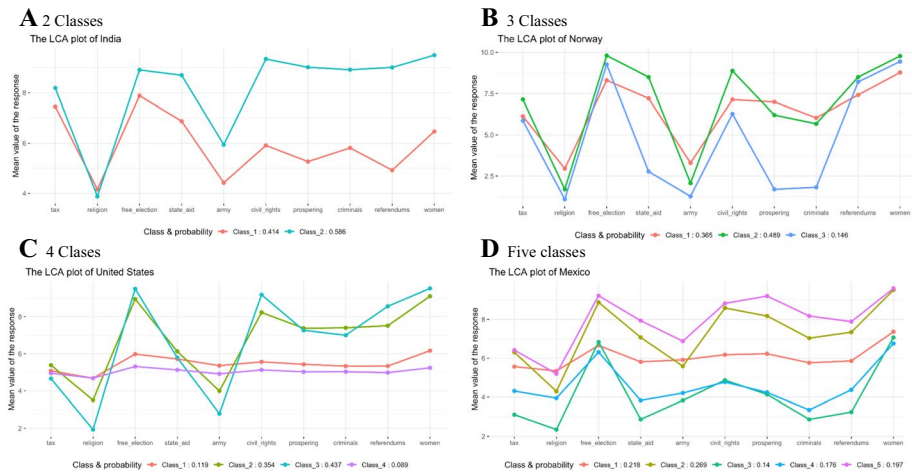 A 2 Classes
The LCA plot of India
Mean value of the response
8
6
4
tax religion free_election state_aid army civil_rights prospering criminals referendums women
Class & probability Class_1 : 0.414 Class_2 : 0.586
B 3 Classes
The LCA plot of Norway
Mean value of the response
10.0
7.5
5.0
2.5
tax religion free_election state_aid army civil_rights prospering criminals referendums women
Class & probability Class_1 : 0.365 Class_2 : 0.489 Class_3 : 0.146
C 4 Clases
The LCA plot of United States
Mean value of the response
8
6
4
2
tax religion free_election state_aid army civil_rights prospering criminals referendums women
Class & probability Class_1 : 0.119 Class_2 : 0.354 Class_3 : 0.437 Class_4 : 0.089
D Five classes
The LCA plot of Mexico
Mean value of the response
8
6
4
2
tax religion free_election state_aid army civil_rights prospering criminals referendums women
Class & probability Class_1 : 0.218 Class_2 : 0.269 Class_3 : 0.14 Class_4 : 0.176 Class_5 : 0.197